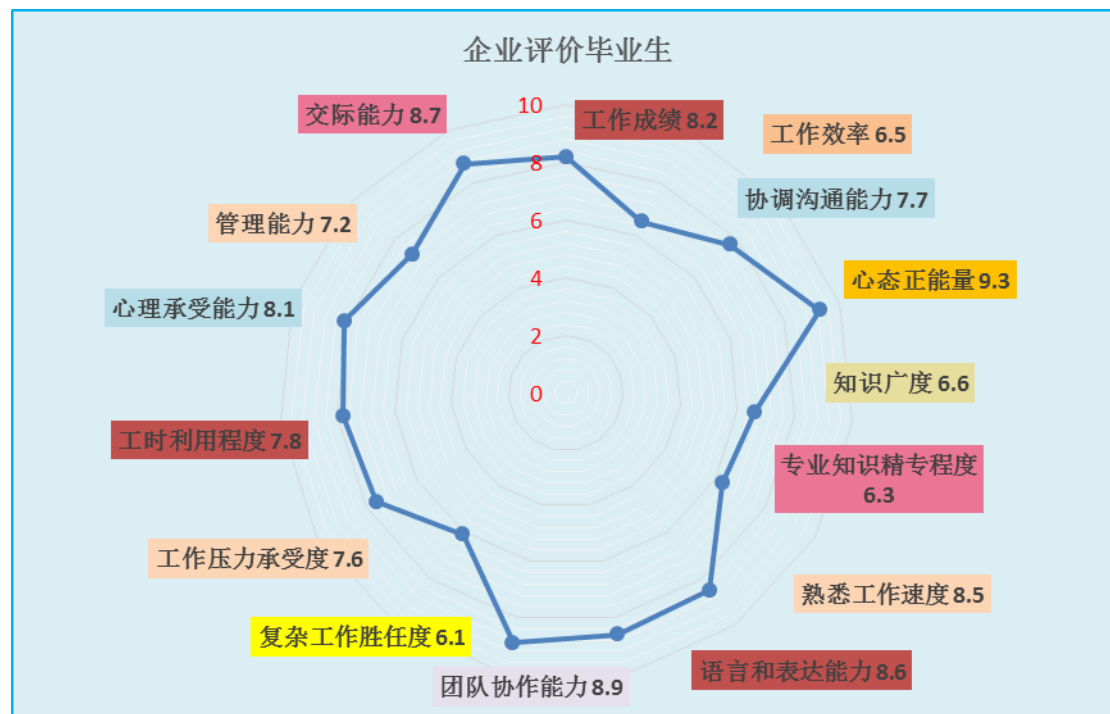 企业评价毕业生
交际能力 8.7
10
工作成绩 8.2
工作效率 6.5
8
协调沟通能力 7.7
管理能力 7.2
6
心态正能量 9.3
心理承受能力 8.1
4
2
知识广度 6.6
0
工时利用程度 7.8
专业知识精专程度
6.3
工作压力承受度 7.6
熟悉工作速度 8.5
复杂工作胜任度 6.1
语言和表达能力 8.6
团队协作能力 8.9